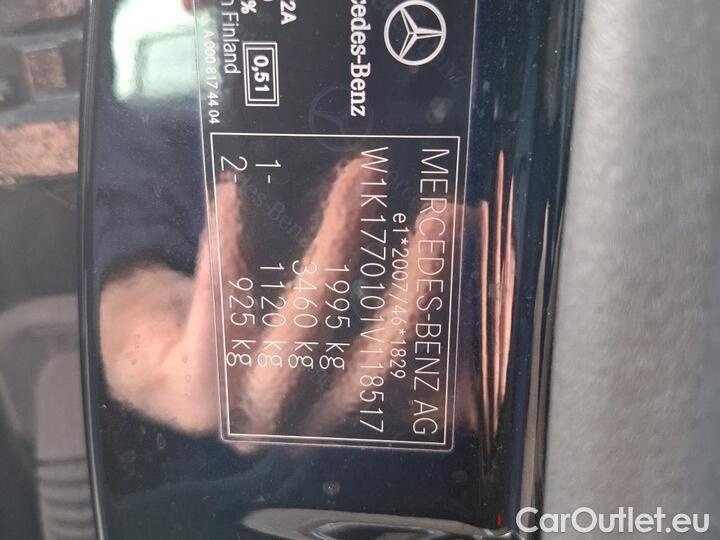 Mercedes-Benz
72A
%
n Finland
0,51
A 000 817 44 04
MERCEDES-BENZ AG
e1*2007/46*1829
W1K1770101V118517
1995 kg
3460 kg
1- 1120 kg
2- 925 kg
CarOutlet.eu